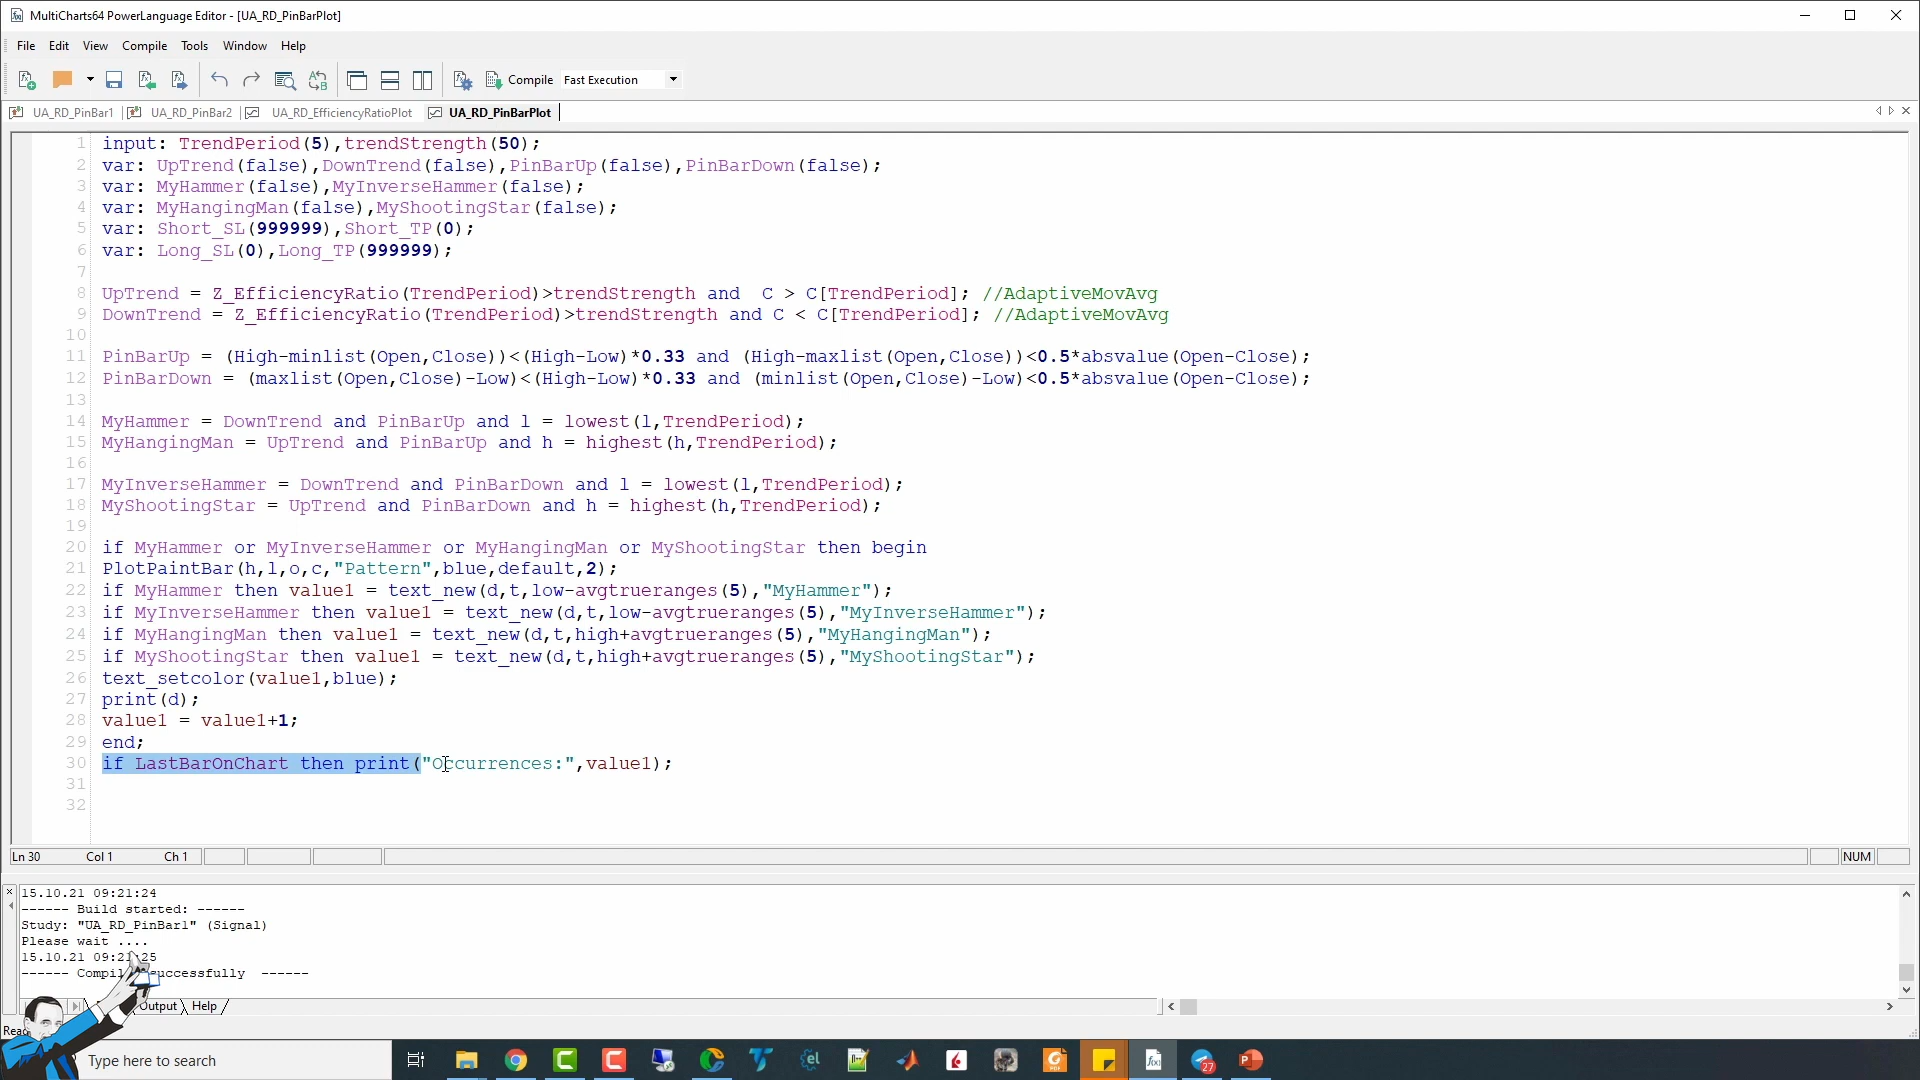 MultiCharts64 PowerLanguage Editor - [UA_RD_PinBarPlot]
File Edit View Compile Tools Window Help
Compile Fast Execution
UA_RD_PinBar1 UA_RD_PinBar2 UA_RD_EfficiencyRatioPlot UA_RD_PinBarPlot
1 input: TrendPeriod(5),trendStrength(50);
2 var: UpTrend(false),DownTrend(false),PinBarUp(false),PinBarDown(false);
3 var: MyHammer(false),MyInverseHammer(false);
4 var: MyHangingMan(false),MyShootingStar(false);
5 var: Short_SL(999999),Short_TP(0);
6 var: Long_SL(0),Long_TP(999999);
7
8 UpTrend = Z_EfficiencyRatio(TrendPeriod)>trendStrength and  C > C[TrendPeriod]; //AdaptiveMovAvg
9 DownTrend = Z_EfficiencyRatio(TrendPeriod)>trendStrength and C < C[TrendPeriod]; //AdaptiveMovAvg
10
11 PinBarUp = (High-minlist(Open,Close))<(High-Low)*0.33 and (High-maxlist(Open,Close))<0.5*absvalue(Open-Close);
12 PinBarDown = (maxlist(Open,Close)-Low)<(High-Low)*0.33 and (minlist(Open,Close)-Low)<0.5*absvalue(Open-Close);
13
14 MyHammer = DownTrend and PinBarUp and l = lowest(l,TrendPeriod);
15 MyHangingMan = UpTrend and PinBarUp and h = highest(h,TrendPeriod);
16
17 MyInverseHammer = DownTrend and PinBarDown and l = lowest(l,TrendPeriod);
18 MyShootingStar = UpTrend and PinBarDown and h = highest(h,TrendPeriod);
19
20 if MyHammer or MyInverseHammer or MyHangingMan or MyShootingStar then begin
21 PlotPaintBar(h,l,o,c,"Pattern",blue,default,2);
22 if MyHammer then value1 = text_new(d,t,low-avgtrueranges(5),"MyHammer");
23 if MyInverseHammer then value1 = text_new(d,t,low-avgtrueranges(5),"MyInverseHammer");
24 if MyHangingMan then value1 = text_new(d,t,high+avgtrueranges(5),"MyHangingMan");
25 if MyShootingStar then value1 = text_new(d,t,high+avgtrueranges(5),"MyShootingStar");
26 text_setcolor(value1,blue);
27 print(d);
28 value1 = value1+1;
29 end;
30 if LastBarOnChart then print("Occurrences:",value1);
31
32
Ln 30 Col 1 Ch 1 NUM
15.10.21 09:21:24
------ Build started: ------
Study: "UA_RD_PinBar1" (Signal)
Please wait ....
15.10.21 09:21:25
------ Compil successfully ------
Output Help
Type here to search
27